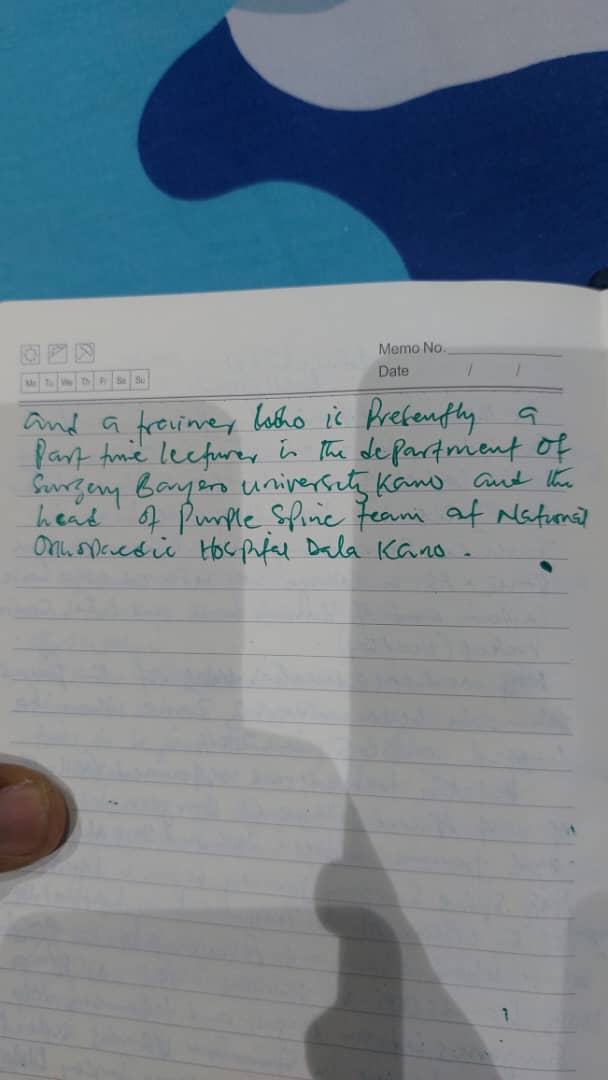 Memo No.
Date / /
Mo Tu We Th Fr Sa Su
and a trainer who is Presently a
Part time lecturer in the department of
Surgery Bayero university Kano and the
head of Purple Spine Team at National
Orthopaedic Hospital Dala Kano.